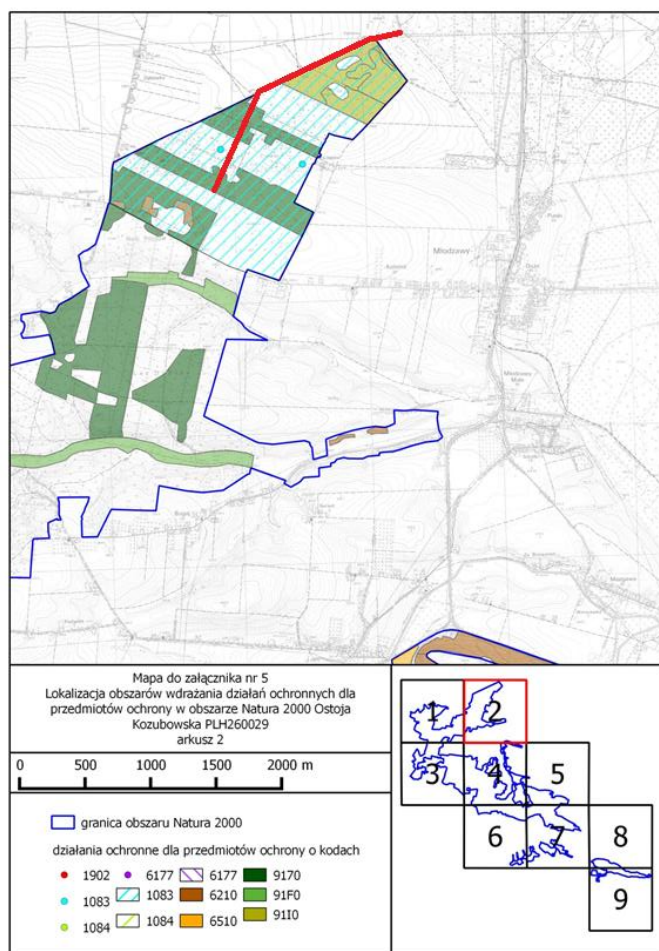 Młodzawy
Młodzawy
Małe
Mapa do załącznika nr 5
Lokalizacja obszarów wdrażania działań ochronnych dla
przedmiotów ochrony w obszarze Natura 2000 Ostoja
Kozubowska PLH260029
arkusz 2
0 500 1000 1500 2000 m
granica obszaru Natura 2000
działania ochronne dla przedmiotów ochrony o kodach
1902 6177 6177 9170
1083 1083 6210 91F0
1084 1084 6510 91I0
1 2
3 4 5
6 7 8
9